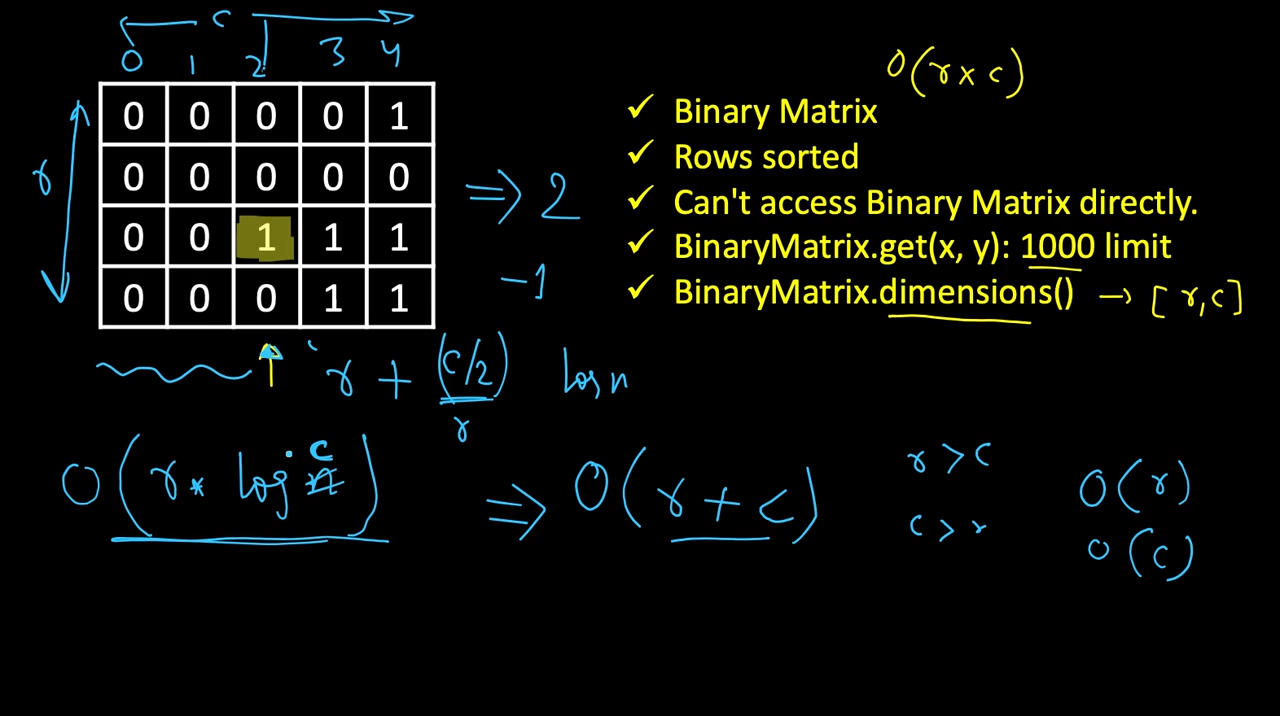 c
0 1 2 3 4
O(r x c)
r
0 0 0 0 1
0 0 0 0 0
0 0 1 1 1
0 0 0 1 1
⇒ 2
-1
✓ Binary Matrix
✓ Rows sorted
✓ Can't access Binary Matrix directly.
✓ BinaryMatrix.get(x, y): 1000 limit
✓ BinaryMatrix.dimensions() → [r, c]
r + (c/2) log n
r
O(r * log c) ⇒ O(r + c)
r > c O(r)
c > r O(c)